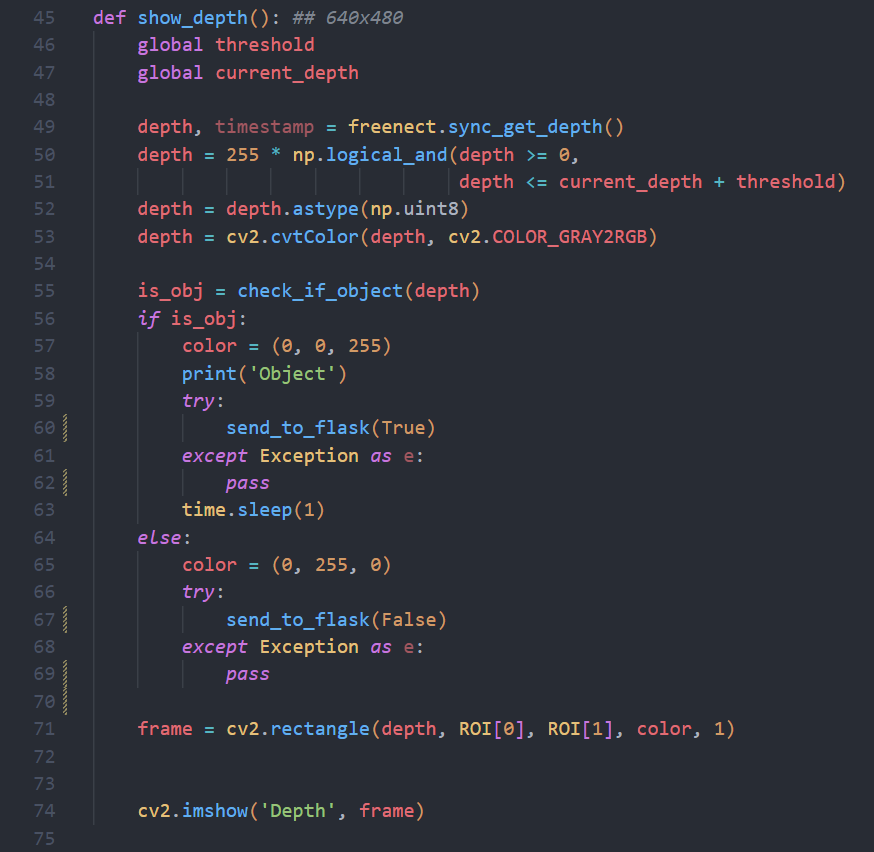 45 def show_depth(): ## 640x480
46     global threshold
47     global current_depth
48
49     depth, timestamp = freenect.sync_get_depth()
50     depth = 255 * np.logical_and(depth >= 0,
51                                  depth <= current_depth + threshold)
52     depth = depth.astype(np.uint8)
53     depth = cv2.cvtColor(depth, cv2.COLOR_GRAY2RGB)
54
55     is_obj = check_if_object(depth)
56     if is_obj:
57         color = (0, 0, 255)
58         print('Object')
59         try:
60             send_to_flask(True)
61         except Exception as e:
62             pass
63         time.sleep(1)
64     else:
65         color = (0, 255, 0)
66         try:
67             send_to_flask(False)
68         except Exception as e:
69             pass
70
71     frame = cv2.rectangle(depth, ROI[0], ROI[1], color, 1)
72
73
74     cv2.imshow('Depth', frame)
75